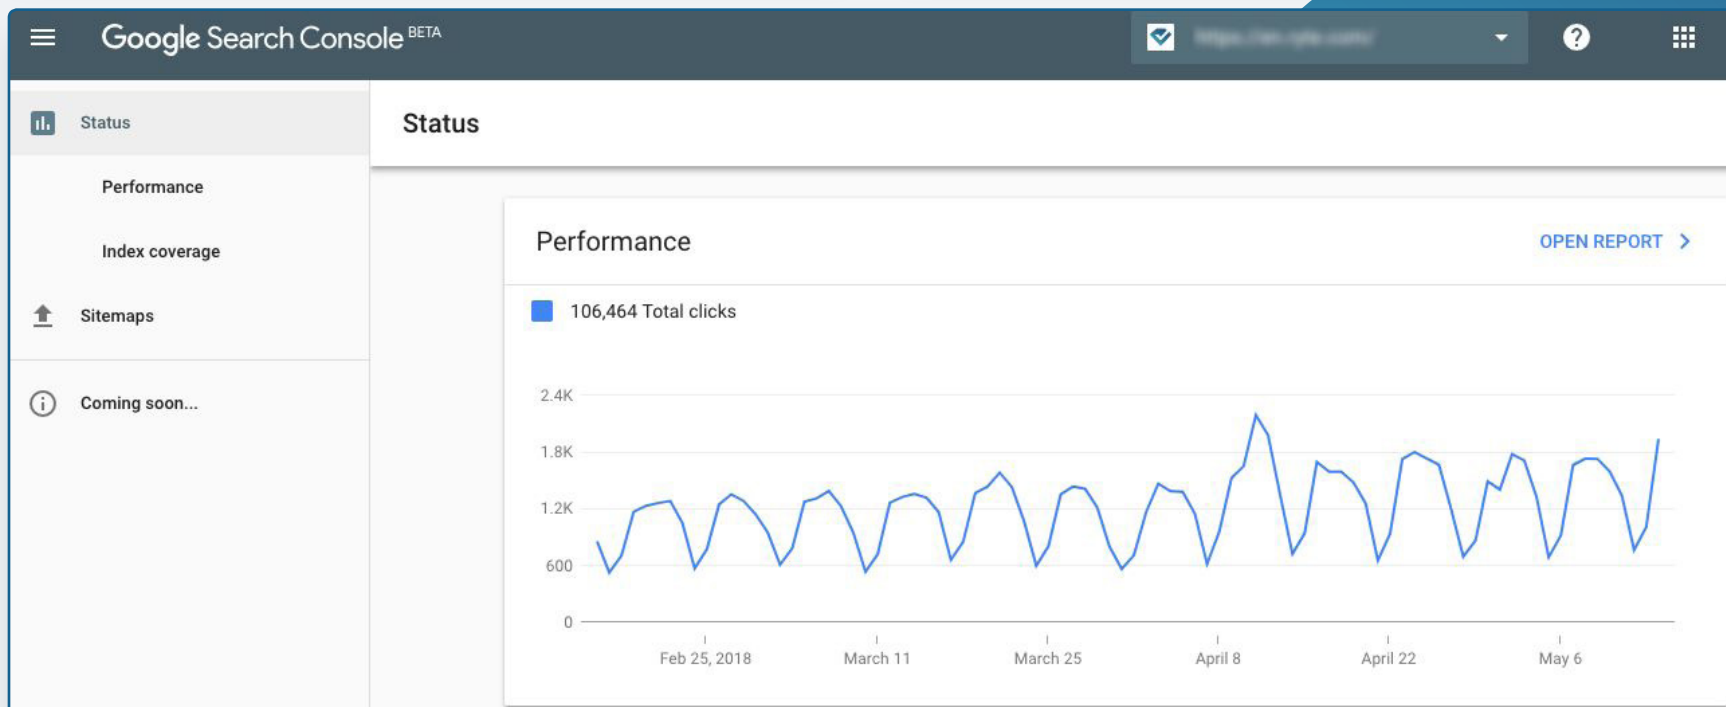 Google Search Console BETA
Status
Performance
Index coverage
Sitemaps
Coming soon...
Status
Performance
OPEN REPORT
106,464 Total clicks
2.4K
1.8K
1.2K
600
0
Feb 25, 2018
March 11
March 25
April 8
April 22
May 6